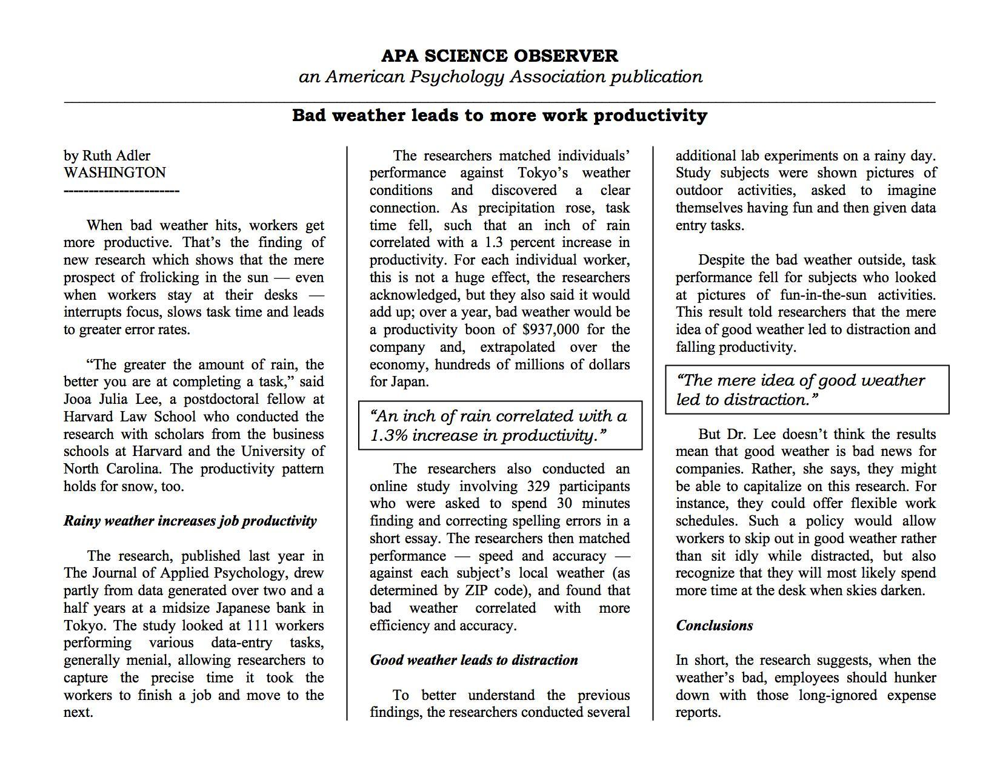 APA SCIENCE OBSERVER
an American Psychology Association publication
Bad weather leads to more work productivity
by Ruth Adler
WASHINGTON
-----------------------
When bad weather hits, workers get
more productive. That’s the finding of
new research which shows that the mere
prospect of frolicking in the sun — even
when workers stay at their desks —
interrupts focus, slows task time and leads
to greater error rates.
“The greater the amount of rain, the
better you are at completing a task,” said
Jooa Julia Lee, a postdoctoral fellow at
Harvard Law School who conducted the
research with scholars from the business
schools at Harvard and the University of
North Carolina. The productivity pattern
holds for snow, too.
Rainy weather increases job productivity
The research, published last year in
The Journal of Applied Psychology, drew
partly from data generated over two and a
half years at a midsize Japanese bank in
Tokyo. The study looked at 111 workers
performing various data-entry tasks,
generally menial, allowing researchers to
capture the precise time it took the
workers to finish a job and move to the
next.
The researchers matched individuals’
performance against Tokyo’s weather
conditions and discovered a clear
connection. As precipitation rose, task
time fell, such that an inch of rain
correlated with a 1.3 percent increase in
productivity. For each individual worker,
this is not a huge effect, the researchers
acknowledged, but they also said it would
add up; over a year, bad weather would be
a productivity boon of $937,000 for the
company and, extrapolated over the
economy, hundreds of millions of dollars
for Japan.
“An inch of rain correlated with a
1.3% increase in productivity.”
The researchers also conducted an
online study involving 329 participants
who were asked to spend 30 minutes
finding and correcting spelling errors in a
short essay. The researchers then matched
performance — speed and accuracy —
against each subject’s local weather (as
determined by ZIP code), and found that
bad weather correlated with more
efficiency and accuracy.
Good weather leads to distraction
To better understand the previous
findings, the researchers conducted several
additional lab experiments on a rainy day.
Study subjects were shown pictures of
outdoor activities, asked to imagine
themselves having fun and then given data
entry tasks.
Despite the bad weather outside, task
performance fell for subjects who looked
at pictures of fun-in-the-sun activities.
This result told researchers that the mere
idea of good weather led to distraction and
falling productivity.
“The mere idea of good weather
led to distraction.”
But Dr. Lee doesn’t think the results
mean that good weather is bad news for
companies. Rather, she says, they might
be able to capitalize on this research. For
instance, they could offer flexible work
schedules. Such a policy would allow
workers to skip out in good weather rather
than sit idly while distracted, but also
recognize that they will most likely spend
more time at the desk when skies darken.
Conclusions
In short, the research suggests, when the
weather’s bad, employees should hunker
down with those long-ignored expense
reports.